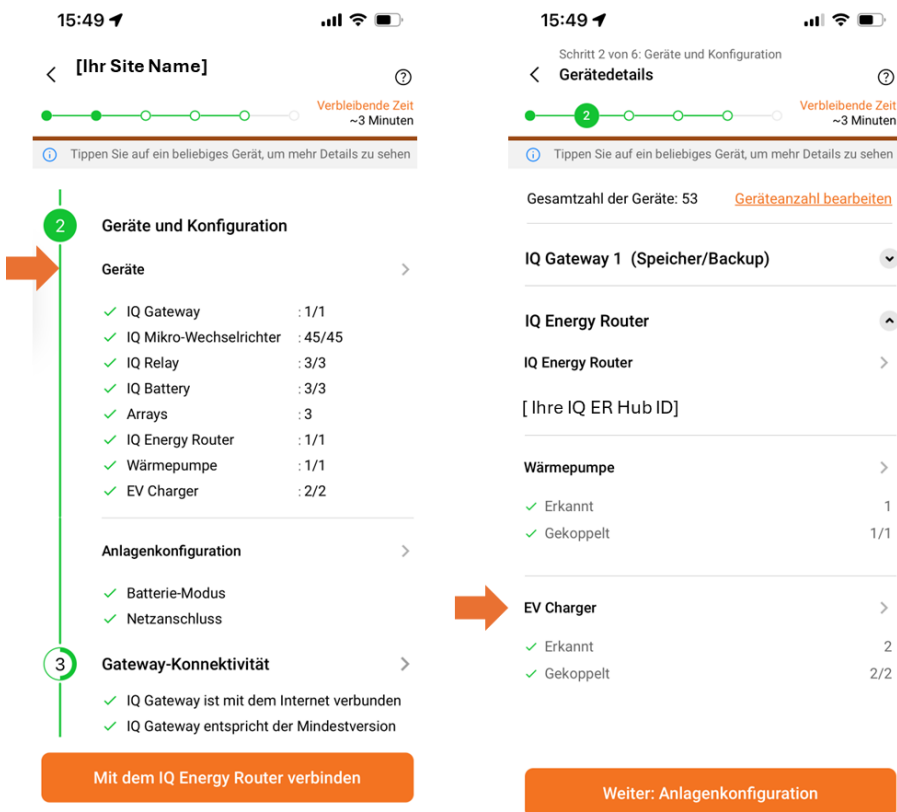 15:49
[Ihr Site Name]
Verbleibende Zeit
~3 Minuten
Tippen Sie auf ein beliebiges Gerät, um mehr Details zu sehen
2
Geräte und Konfiguration
Geräte
IQ Gateway : 1/1
IQ Mikro-Wechselrichter : 45/45
IQ Relay : 3/3
IQ Battery : 3/3
Arrays : 3
IQ Energy Router : 1/1
Wärmepumpe : 1/1
EV Charger : 2/2
Anlagenkonfiguration
Batterie-Modus
Netzanschluss
3
Gateway-Konnektivität
IQ Gateway ist mit dem Internet verbunden
IQ Gateway entspricht der Mindestversion
Mit dem IQ Energy Router verbinden
15:49
Schritt 2 von 6: Geräte und Konfiguration
Gerätedetails
Verbleibende Zeit
~3 Minuten
2
Tippen Sie auf ein beliebiges Gerät, um mehr Details zu sehen
Gesamtzahl der Geräte: 53 Geräteanzahl bearbeiten
IQ Gateway 1 (Speicher/Backup)
IQ Energy Router
IQ Energy Router
[ Ihre IQ ER Hub ID]
Wärmepumpe
Erkannt 1
Gekoppelt 1/1
EV Charger
Erkannt 2
Gekoppelt 2/2
Weiter: Anlagenkonfiguration